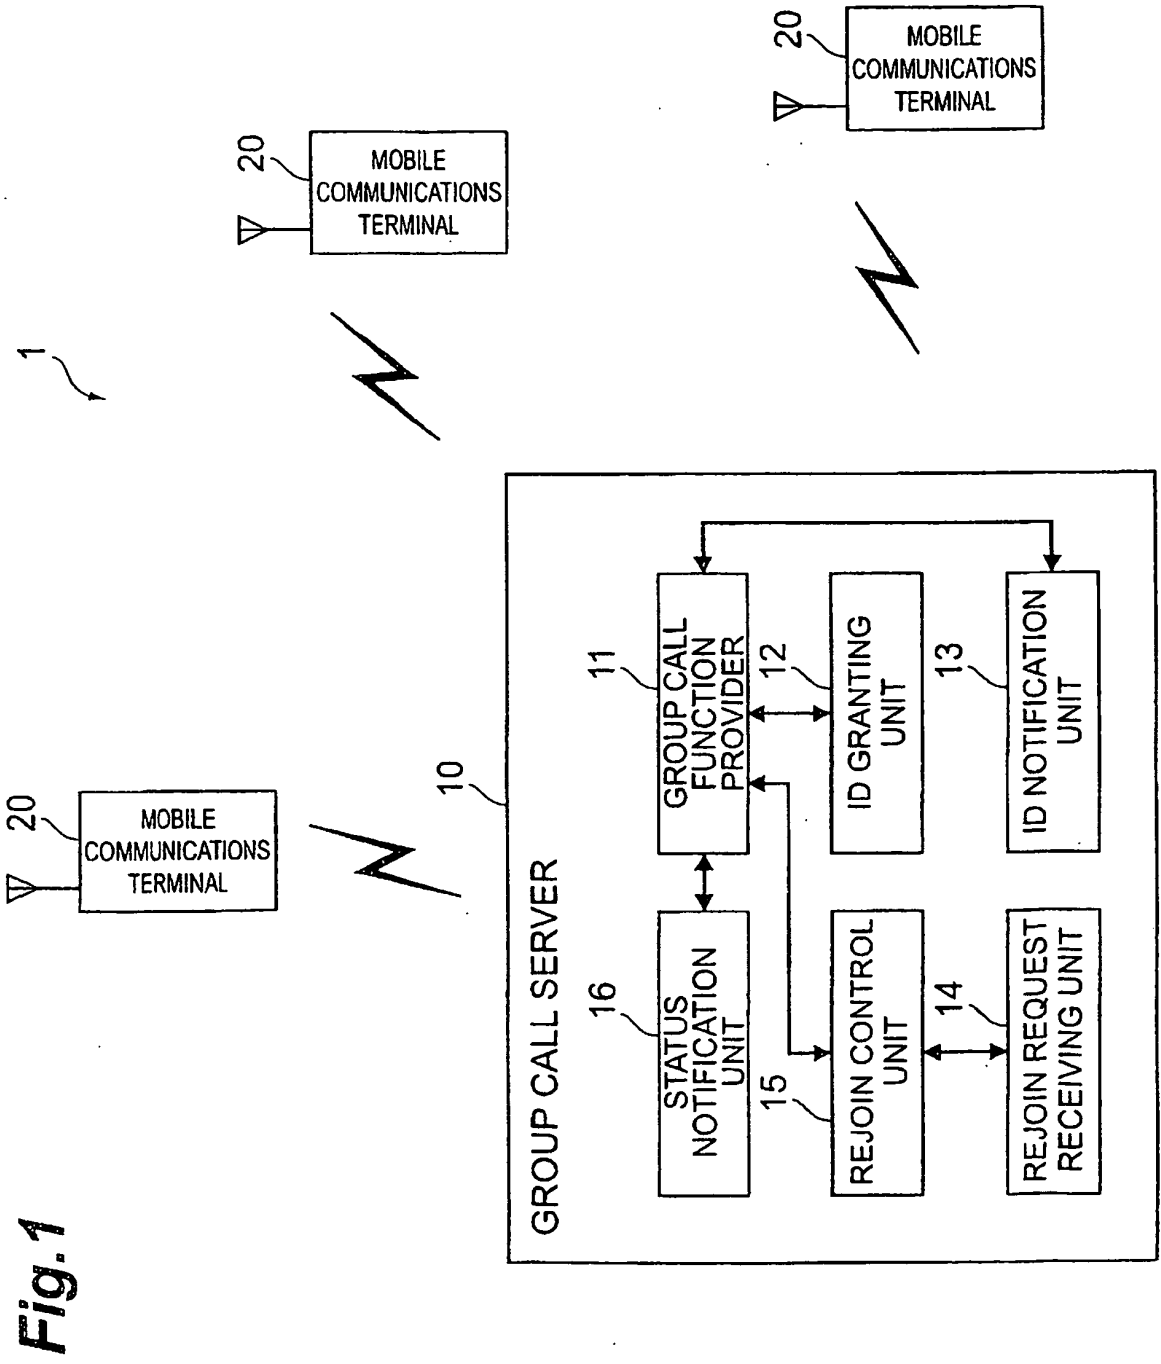 Fig.1
1
20
MOBILE
COMMUNICATIONS
TERMINAL
20
MOBILE
COMMUNICATIONS
TERMINAL
20
MOBILE
COMMUNICATIONS
TERMINAL
10
GROUP CALL SERVER
16
STATUS
NOTIFICATION
UNIT
11
GROUP CALL
FUNCTION
PROVIDER
15
REJOIN CONTROL
UNIT
12
ID GRANTING
UNIT
14
REJOIN REQUEST
RECEIVING UNIT
13
ID NOTIFICATION
UNIT